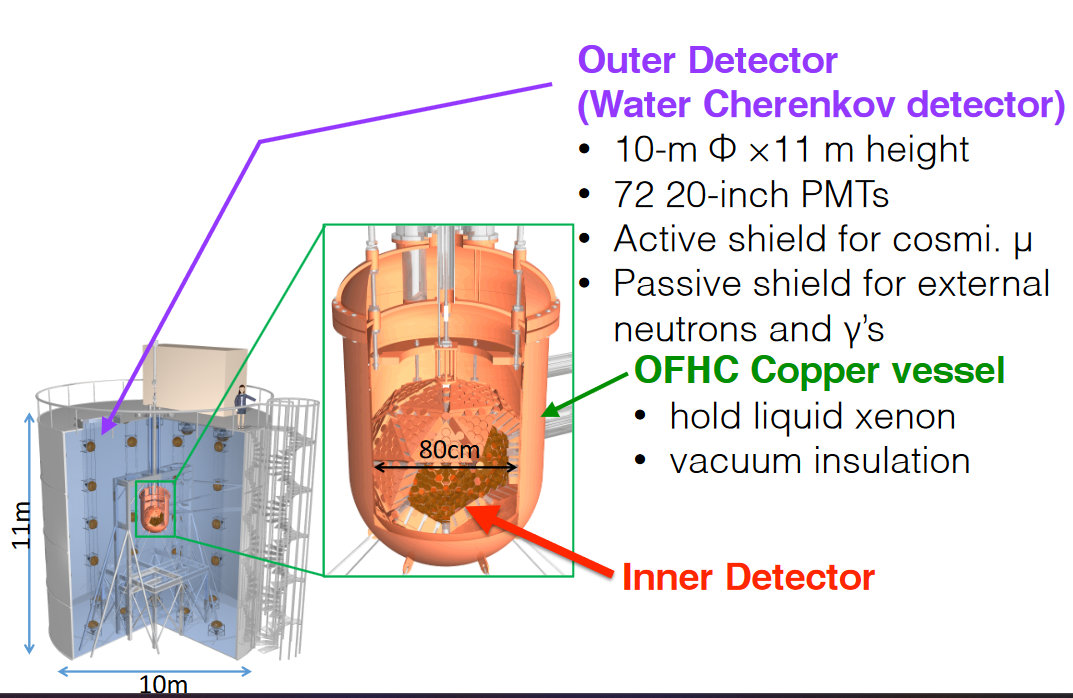 Outer Detector
(Water Cherenkov detector)
• 10-m Φ ×11 m height
• 72 20-inch PMTs
• Active shield for cosmi. μ
• Passive shield for external
neutrons and γ’s
OFHC Copper vessel
• hold liquid xenon
• vacuum insulation
80cm
Inner Detector
11m
10m